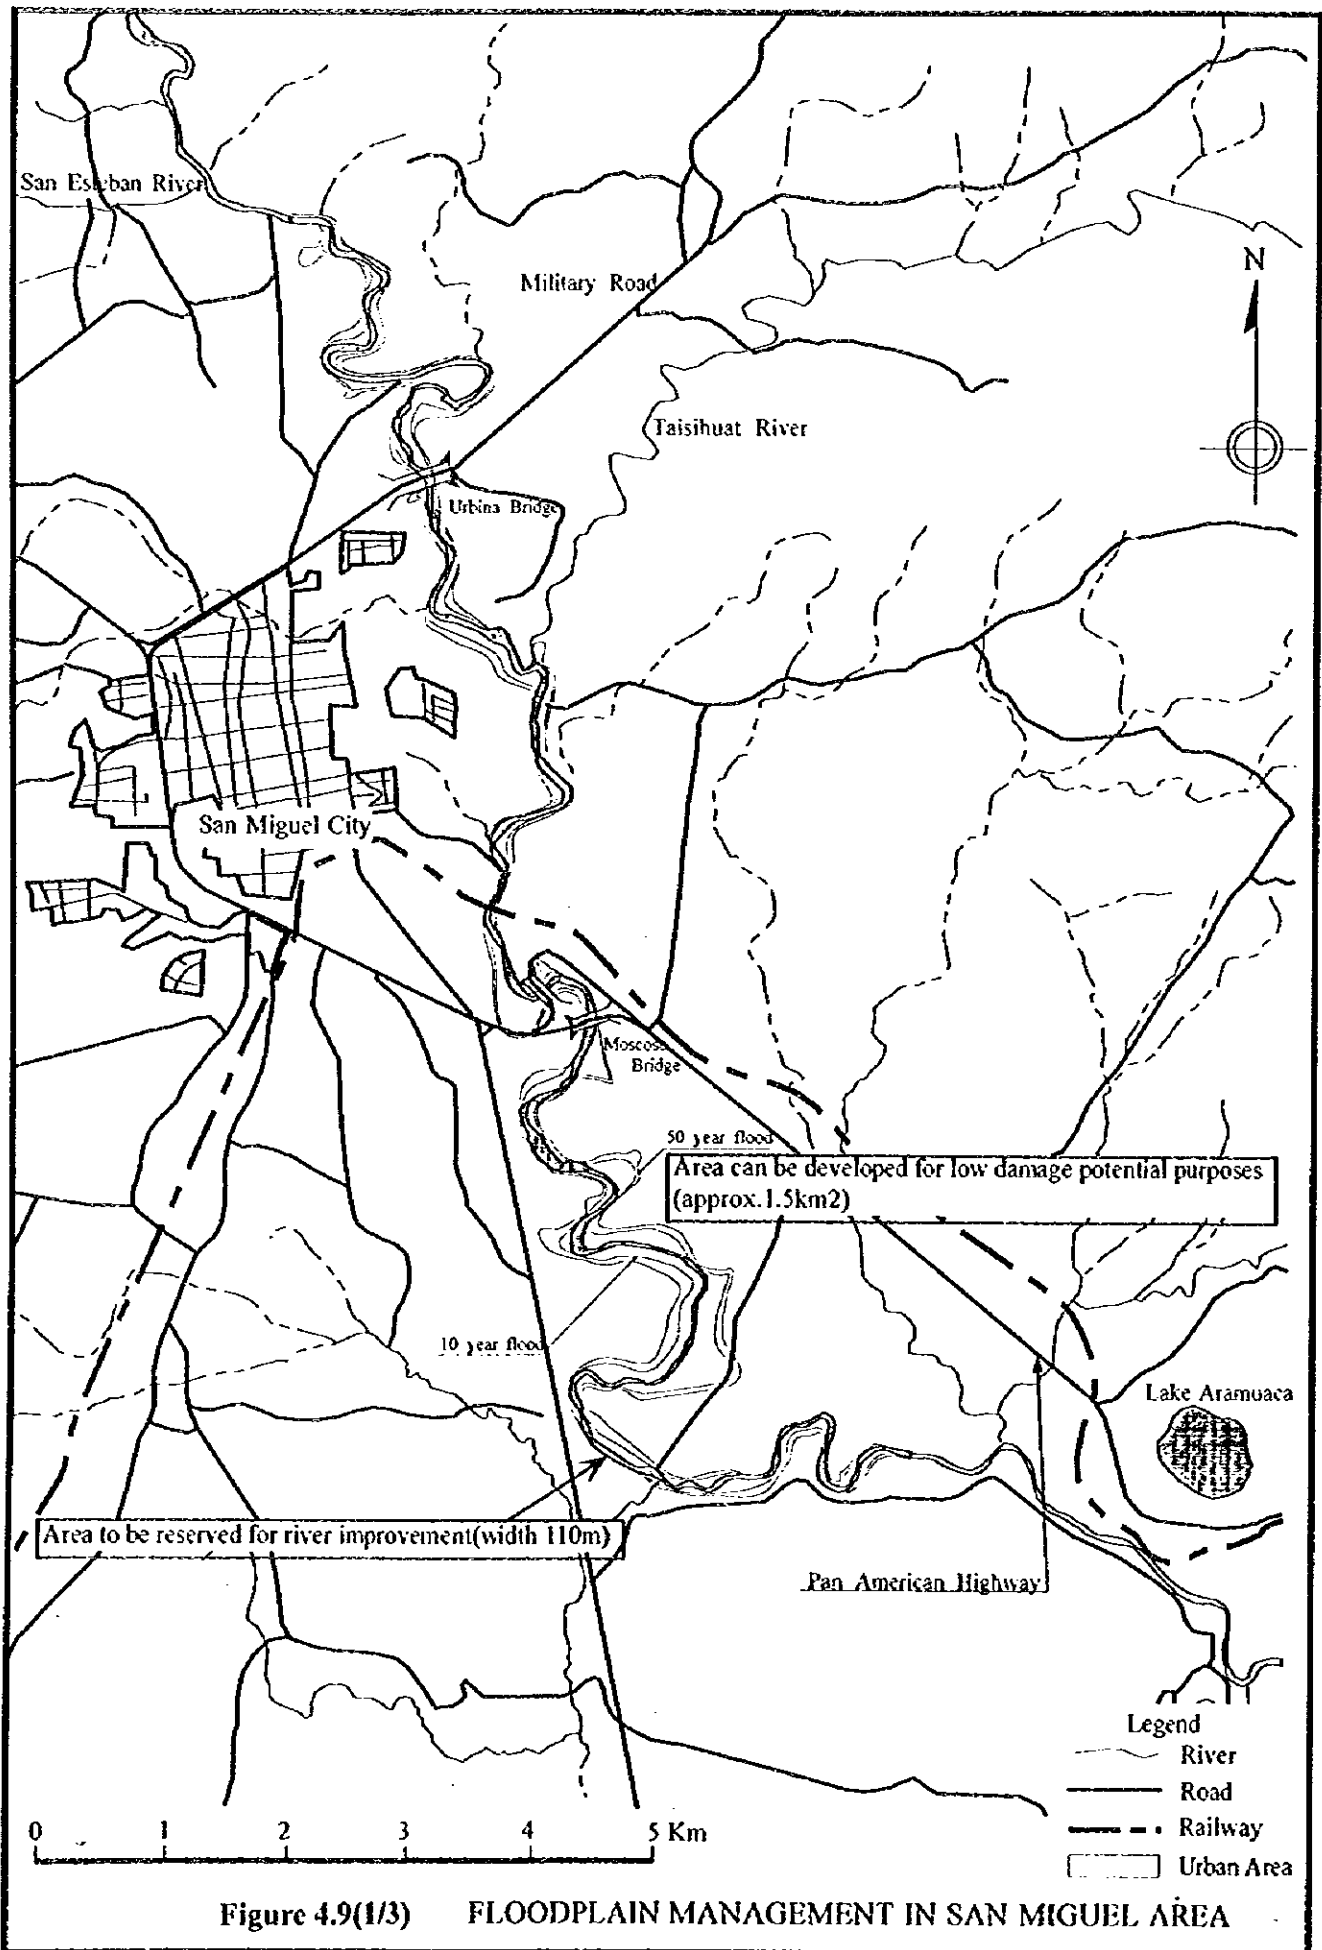 San Esteban River
N
Military Road
Taisihuat River
Urbina Bridge
San Miguel City
Moscoso
Bridge
50 year flood
Area can be developed for low damage potential purposes
(approx.1.5km2)
10 year flood
Lake Aramuaca
Area to be reserved for river improvement(width 110m)
Pan American Highway
Legend
River
Road
Railway
Urban Area
0 1 2 3 4 5 Km
Figure 4.9(1/3) FLOODPLAIN MANAGEMENT IN SAN MIGUEL AREA